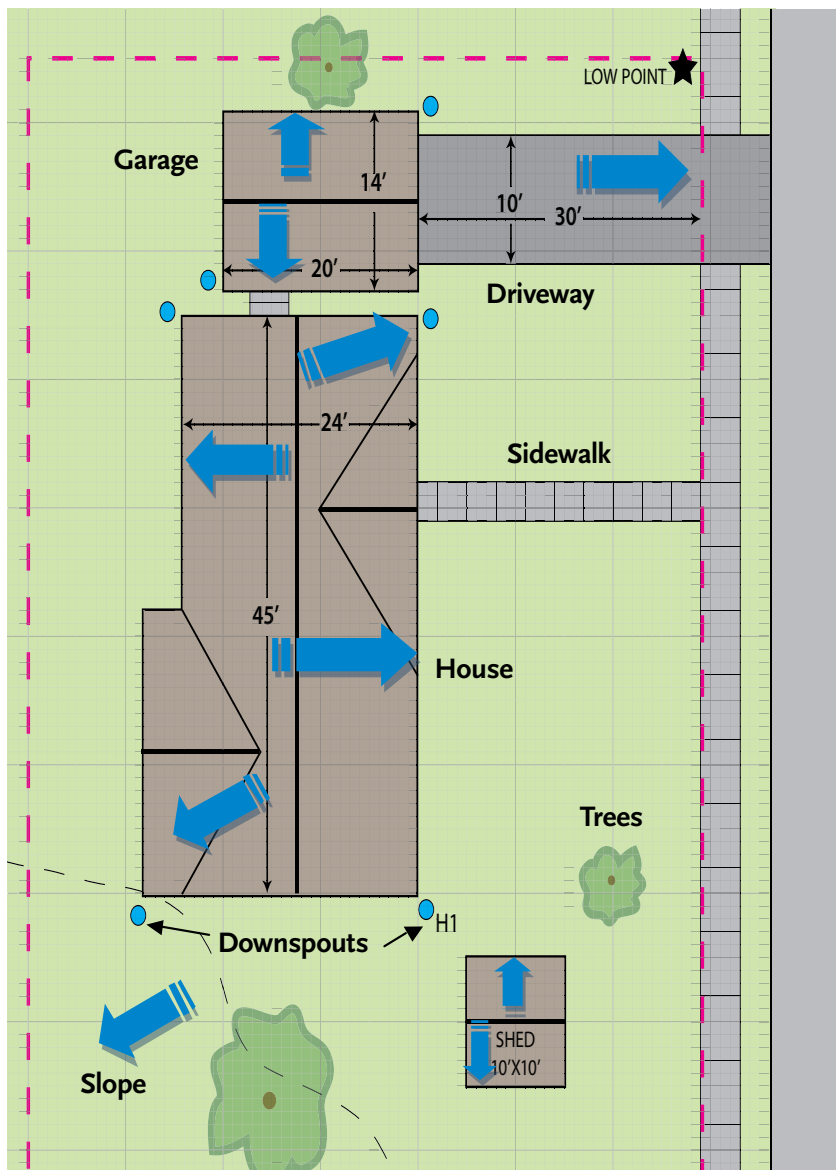 LOW POINT
Garage
14′
10′
30′
20′
Driveway
24′
Sidewalk
45′
House
Trees
H1
Downspouts
SHED
10′X10′
Slope